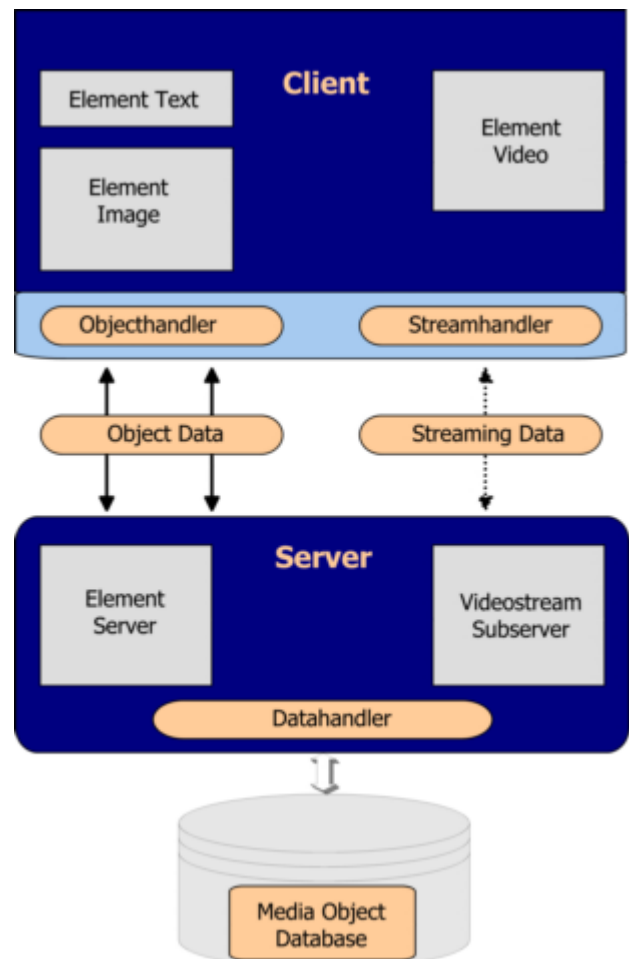 Client
Element Text
Element
Image
Element
Video
Objecthandler
Streamhandler
Object Data
Streaming Data
Server
Element
Server
Videostream
Subserver
Datahandler
Media Object
Database